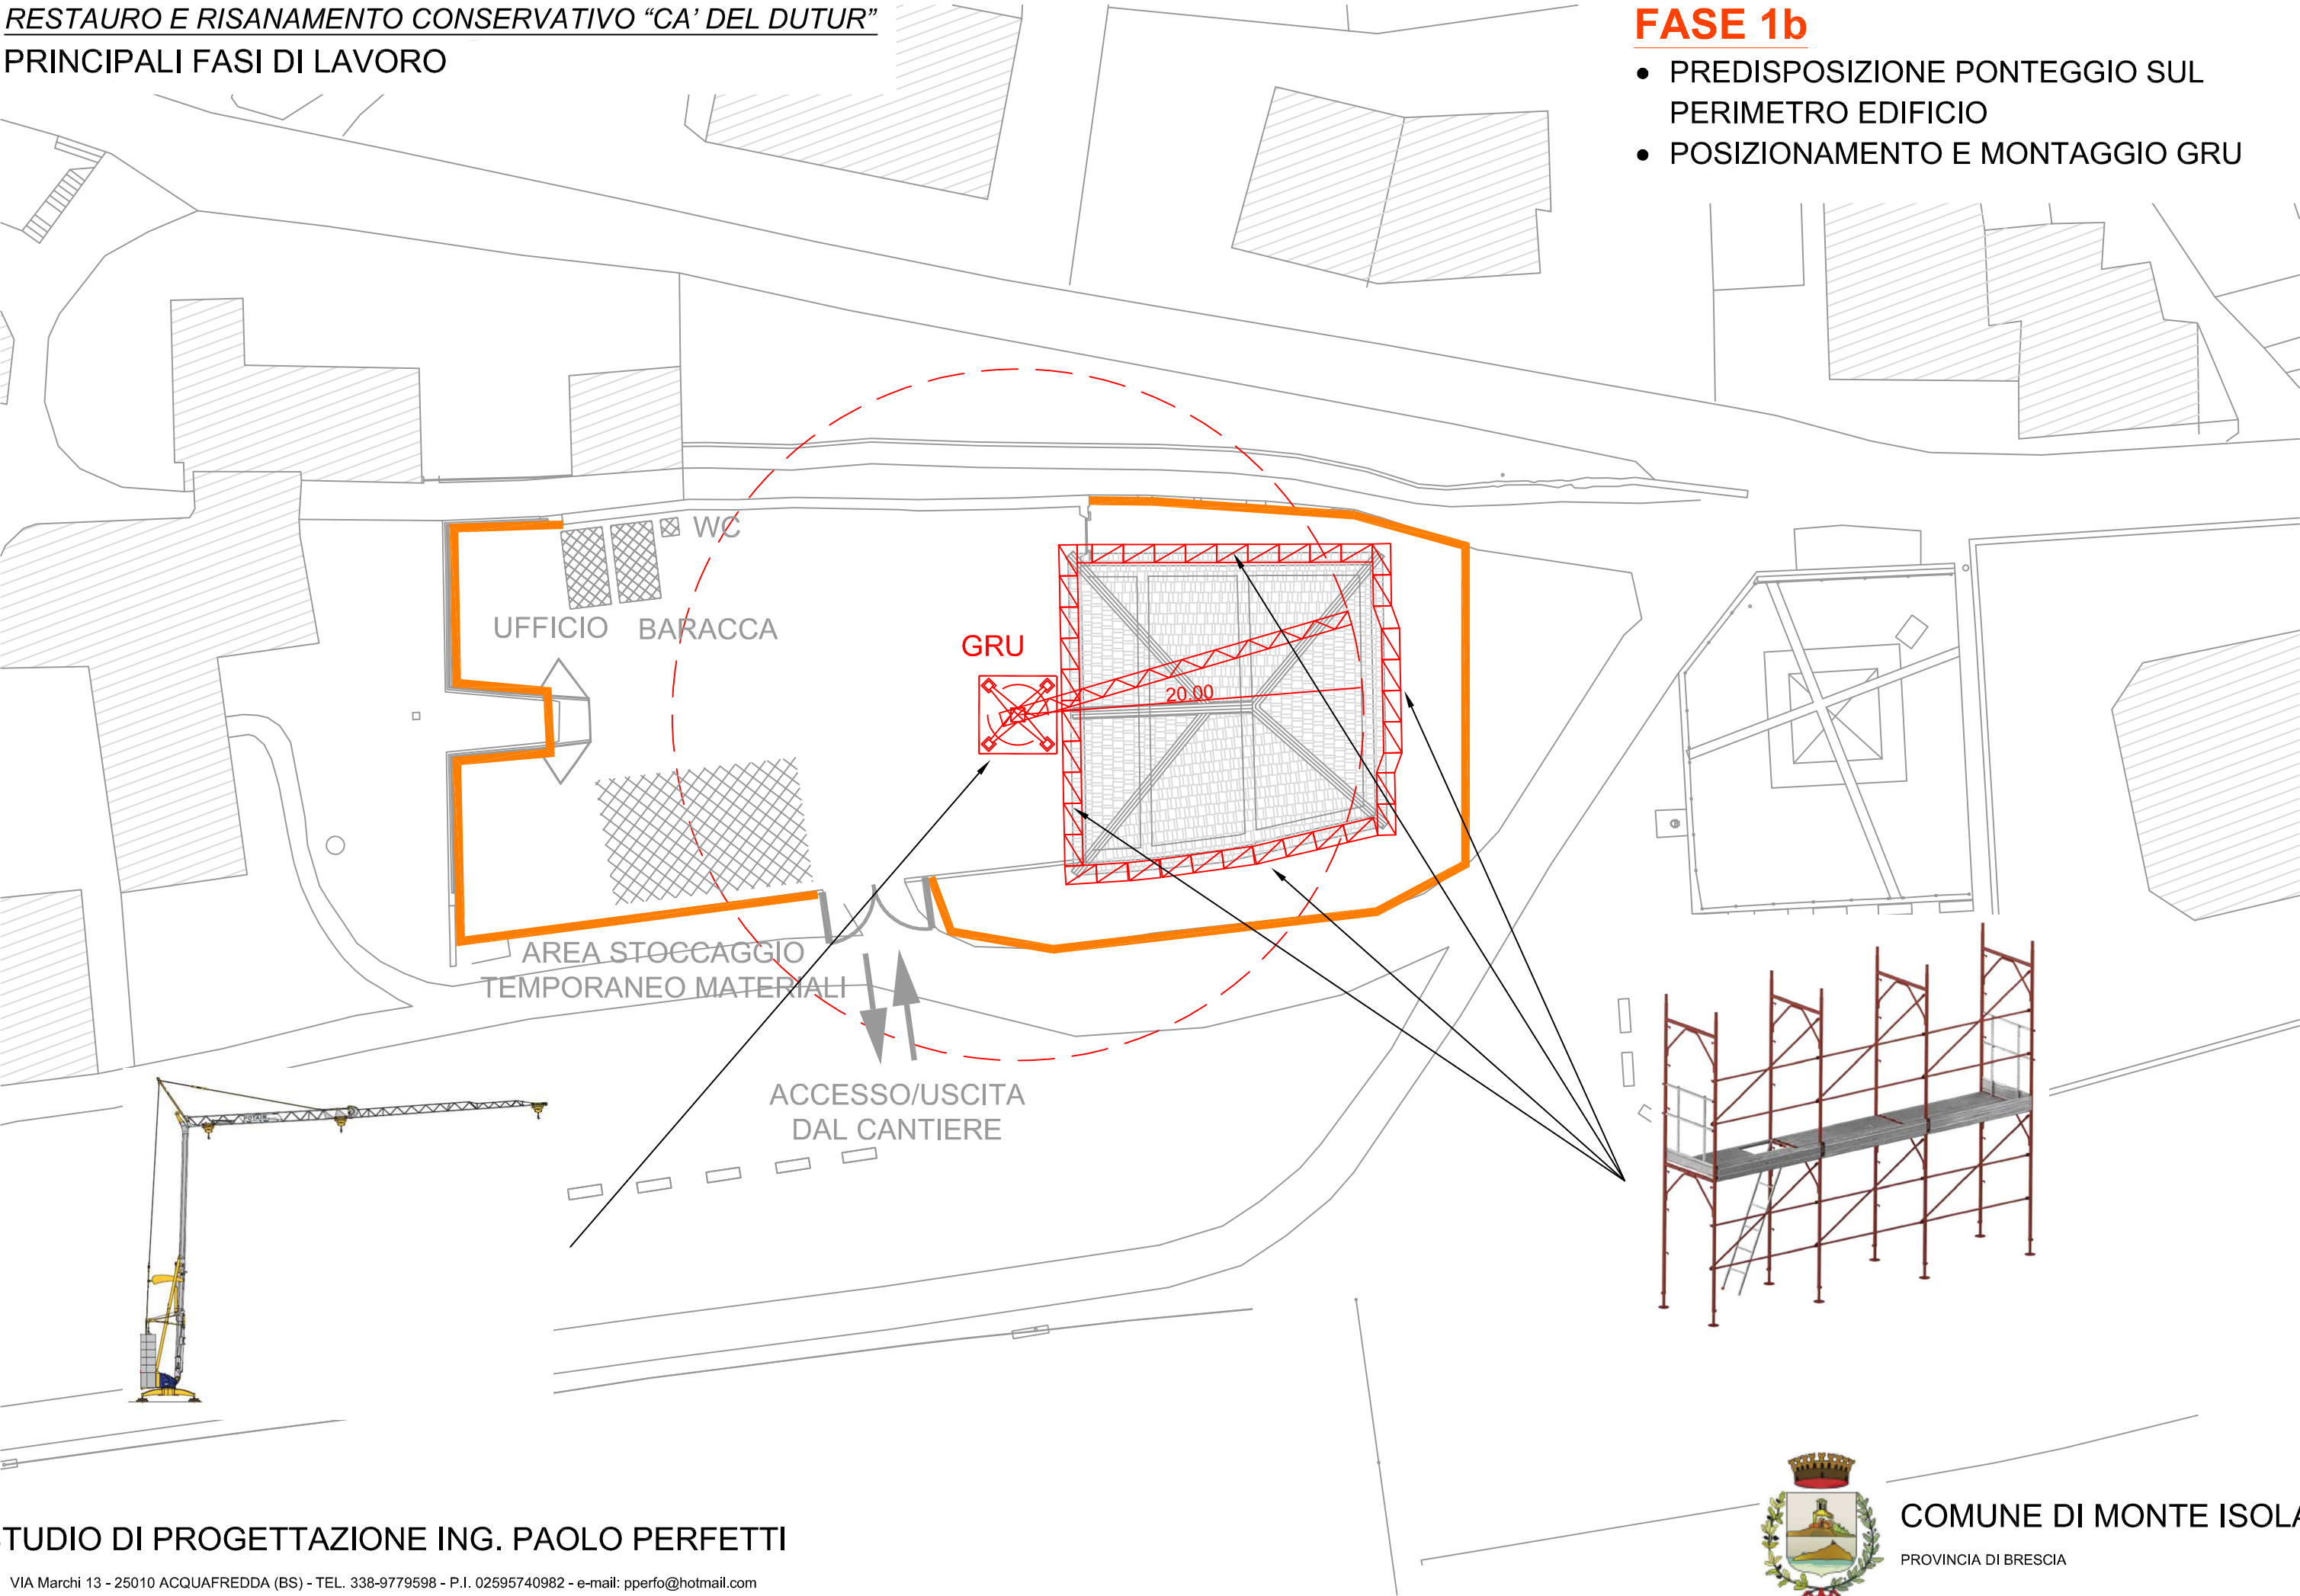 RESTAURO E RISANAMENTO CONSERVATIVO “CA’ DEL DUTUR”
PRINCIPALI FASI DI LAVORO
FASE 1b
• PREDISPOSIZIONE PONTEGGIO SUL
PERIMETRO EDIFICIO
• POSIZIONAMENTO E MONTAGGIO GRU
WC
UFFICIO BARACCA
GRU
20.00
AREA STOCCAGGIO
TEMPORANEO MATERIALI
ACCESSO/USCITA
DAL CANTIERE
TUDIO DI PROGETTAZIONE ING. PAOLO PERFETTI
VIA Marchi 13 - 25010 ACQUAFREDDA (BS) - TEL. 338-9779598 - P.I. 02595740982 - e-mail: pperfo@hotmail.com
COMUNE DI MONTE ISOLA
PROVINCIA DI BRESCIA